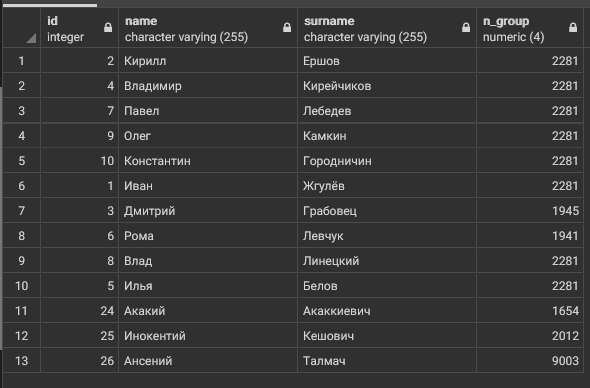 id name surname n_group
integer character varying (255) character varying (255) numeric (4)
1 2 Кирилл Ершов 2281
2 4 Владимир Кирейчиков 2281
3 7 Павел Лебедев 2281
4 9 Олег Камкин 2281
5 10 Константин Городничин 2281
6 1 Иван Жгулёв 2281
7 3 Дмитрий Грабовец 1945
8 6 Рома Левчук 1941
9 8 Влад Линецкий 2281
10 5 Илья Белов 2281
11 24 Акакий Акаккиевич 1654
12 25 Инокентий Кешович 2012
13 26 Ансений Талмач 9003